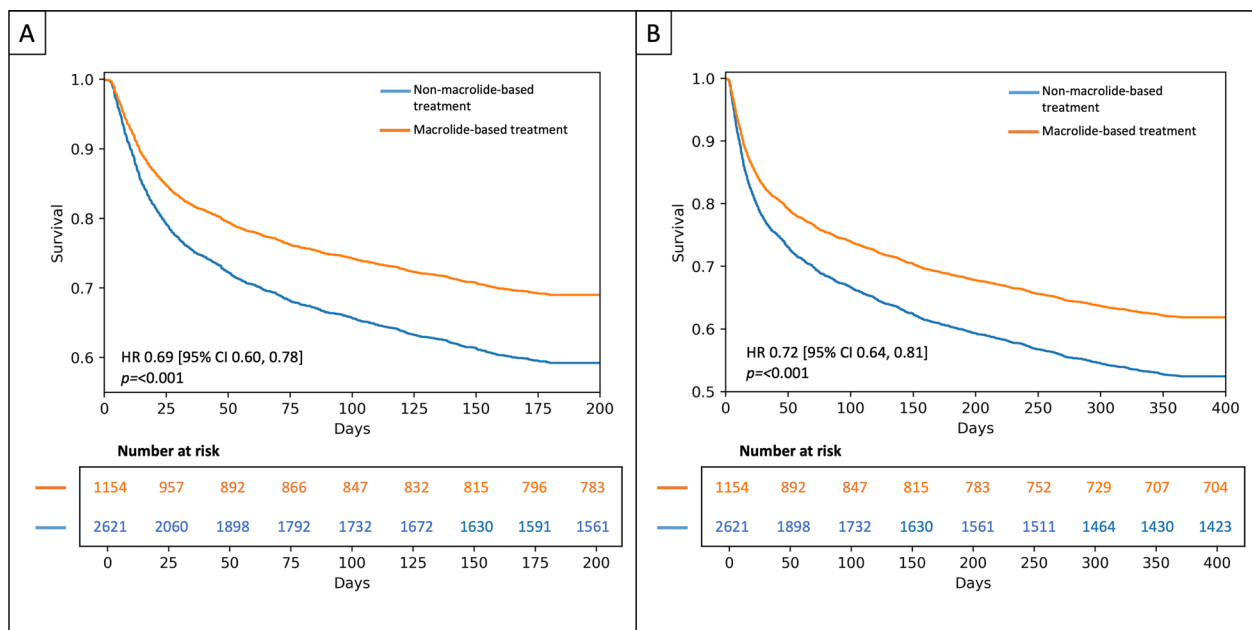 A
1.0
0.9
0.8
0.7
0.6
Survival
Non-macrolide-based
treatment
Macrolide-based treatment
HR 0.69 [95% CI 0.60, 0.78]
p=<0.001
0 25 50 75 100 125 150 175 200
Days
Number at risk
1154 957 892 866 847 832 815 796 783
2621 2060 1898 1792 1732 1672 1630 1591 1561
0 25 50 75 100 125 150 175 200
Days
B
1.0
0.9
0.8
0.7
0.6
0.5
Survival
Non-macrolide-based
treatment
Macrolide-based treatment
HR 0.72 [95% CI 0.64, 0.81]
p=<0.001
0 50 100 150 200 250 300 350 400
Days
Number at risk
1154 892 847 815 783 752 729 707 704
2621 1898 1732 1630 1561 1511 1464 1430 1423
0 50 100 150 200 250 300 350 400
Days